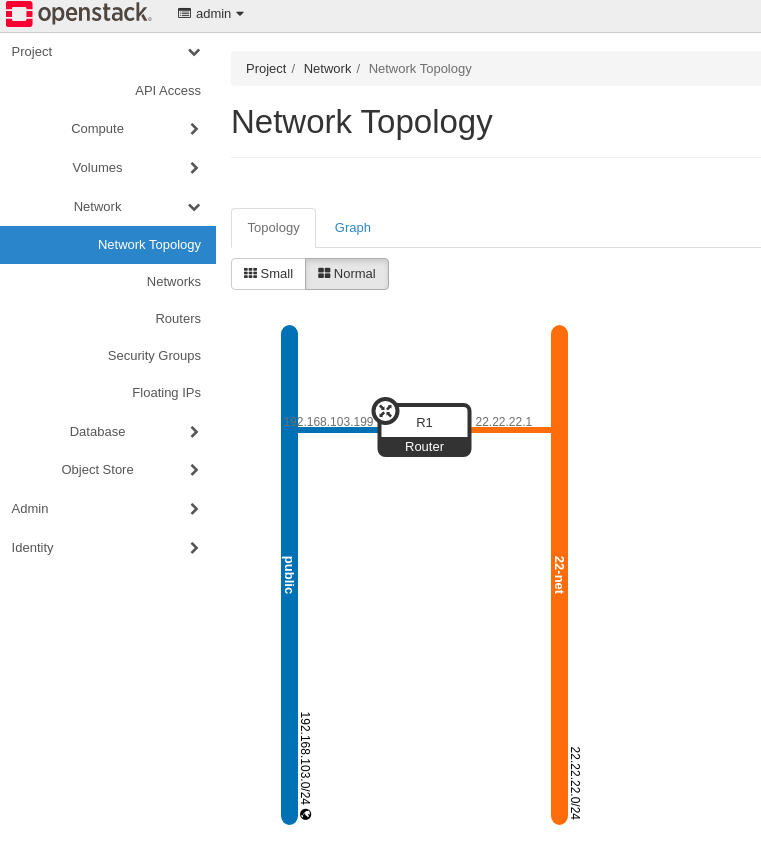 openstack.
admin
Project
API Access
Compute
Volumes
Network
Network Topology
Networks
Routers
Security Groups
Floating IPs
Database
Object Store
Admin
Identity
Project / Network / Network Topology
Network Topology
Topology Graph
Small Normal
192.168.103.199 R1 22.22.22.1
Router
public
22-net
192.168.103.0/24
22.22.22.0/24